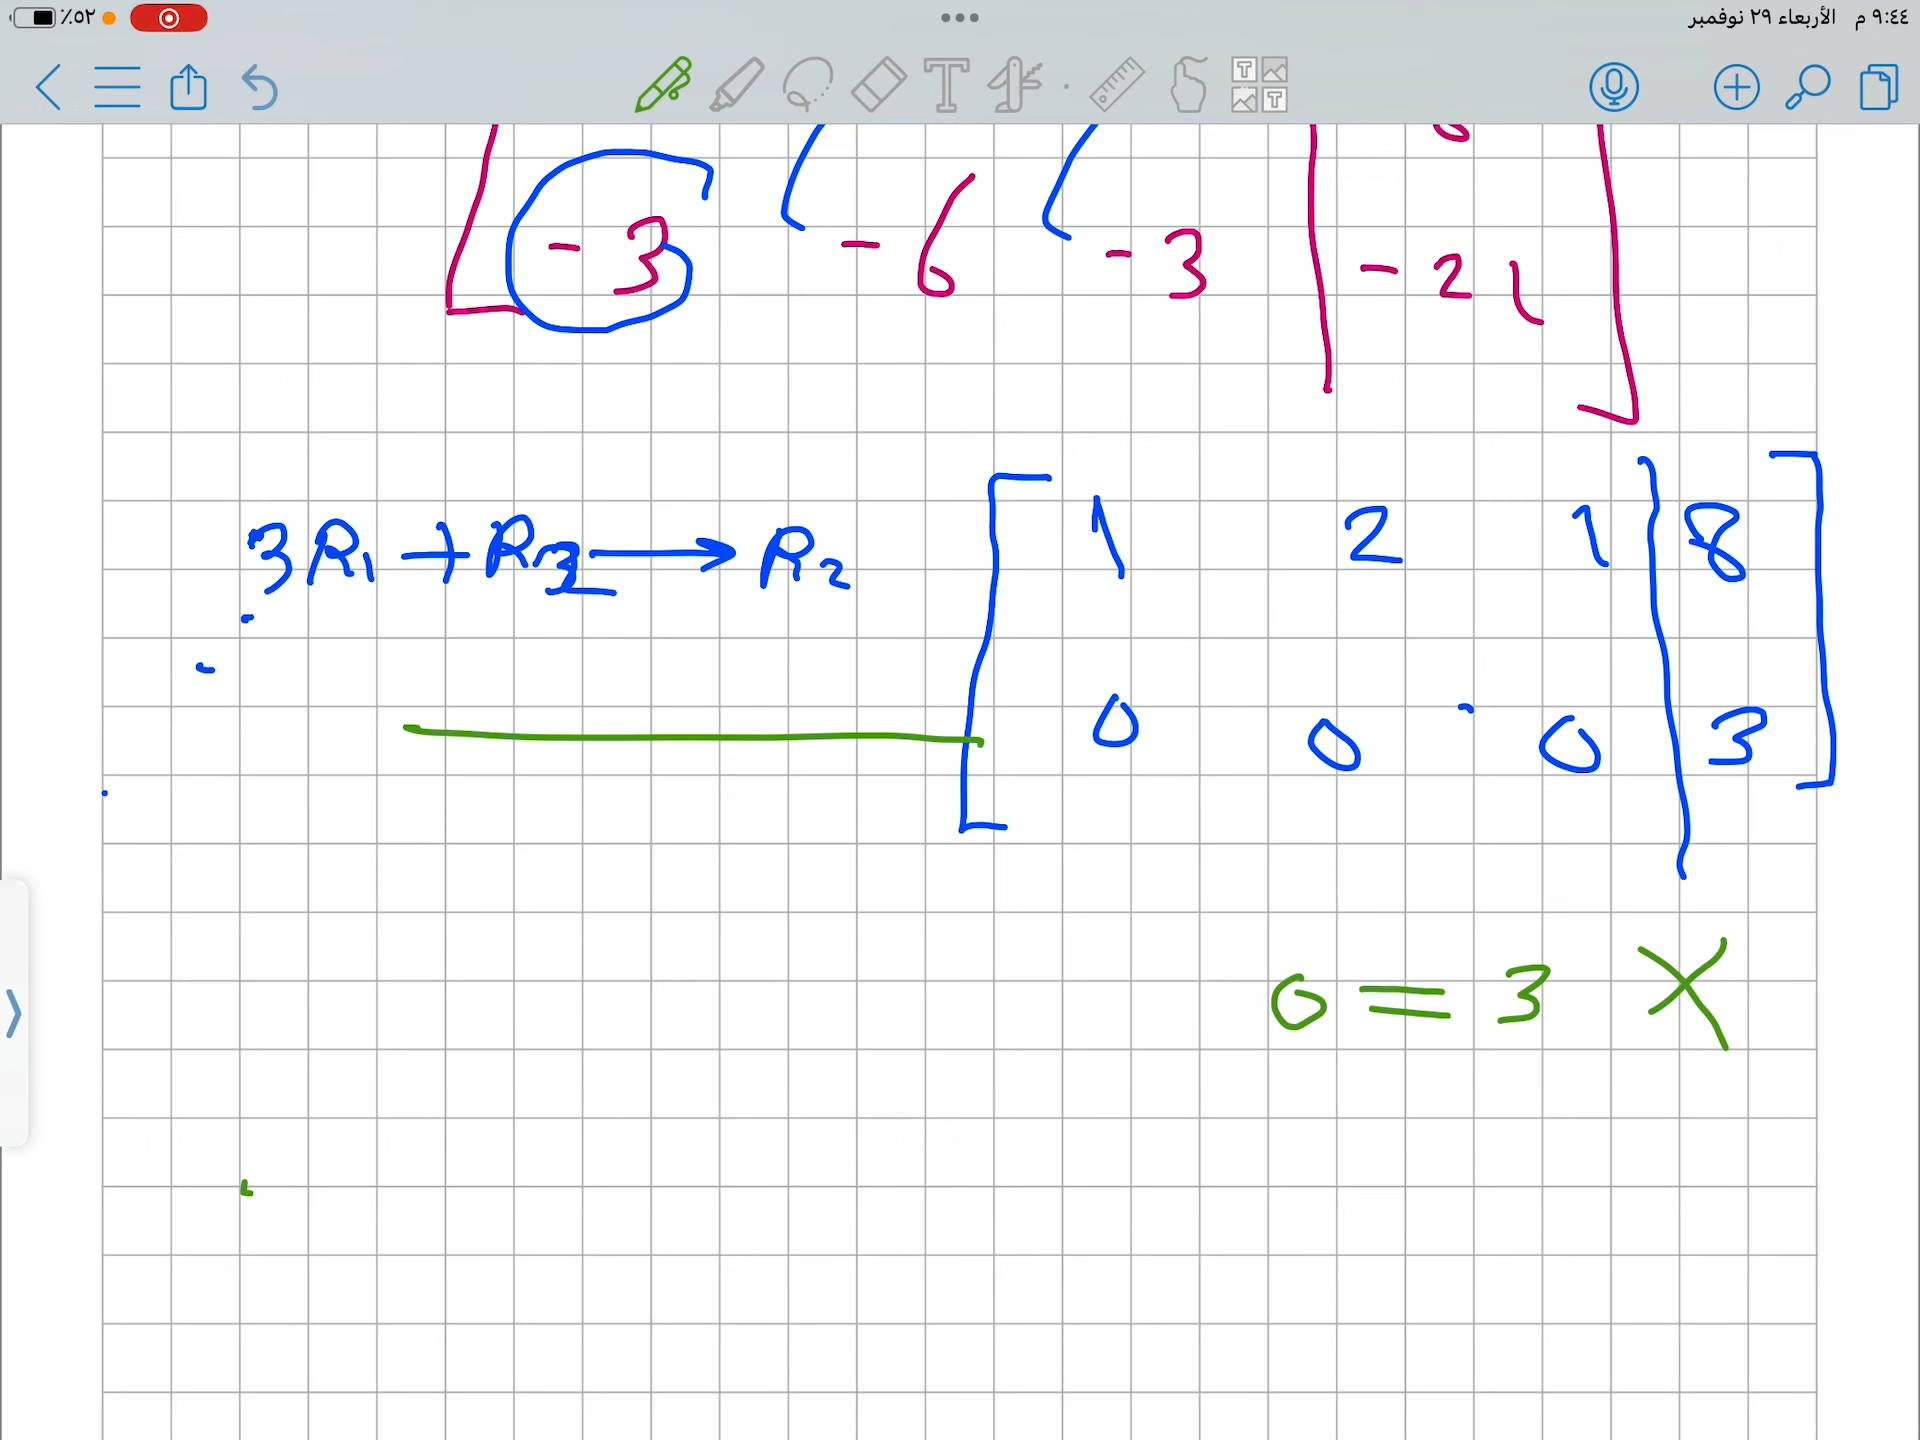 ٪٥٢
٩:٤٤ م الأربعاء ٢٩ نوفمبر
- 3 - 6 - 3 | - 21
3R₁ + R₂ → R₂
1 2 1 | 8
0 0 0 | 3
0 = 3 X